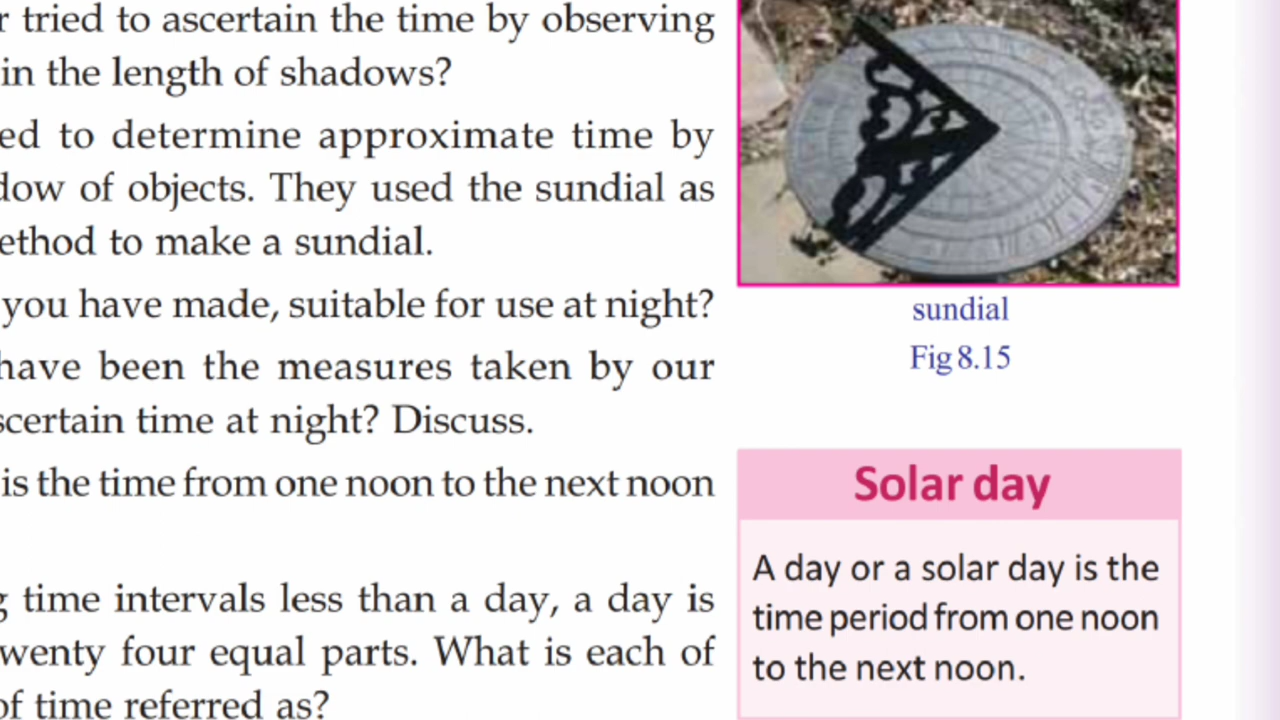 r tried to ascertain the time by observing
in the length of shadows?
ed to determine approximate time by
dow of objects. They used the sundial as
ethod to make a sundial.
you have made, suitable for use at night?
have been the measures taken by our
scertain time at night? Discuss.
is the time from one noon to the next noon
g time intervals less than a day, a day is
wenty four equal parts. What is each of
of time referred as?
sundial
Fig 8.15
Solar day
A day or a solar day is the
time period from one noon
to the next noon.